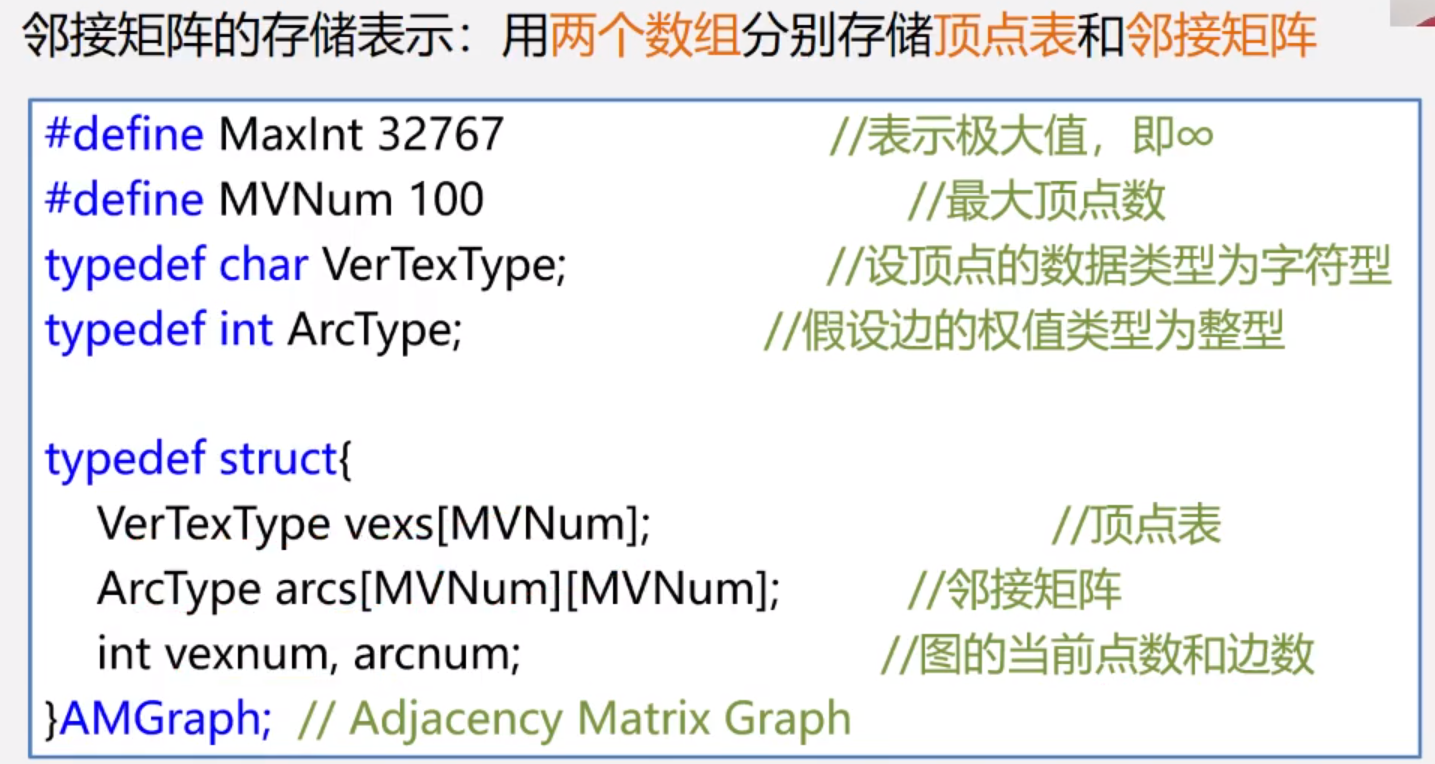 邻接矩阵的存储表示：用两个数组分别存储顶点表和邻接矩阵
#define MaxInt 32767 //表示极大值，即∞
#define MVNum 100 //最大顶点数
typedef char VerTexType; //设顶点的数据类型为字符型
typedef int ArcType; //假设边的权值类型为整型
typedef struct{
VerTexType vexs[MVNum]; //顶点表
ArcType arcs[MVNum][MVNum]; //邻接矩阵
int vexnum, arcnum; //图的当前点数和边数
}AMGraph; // Adjacency Matrix Graph